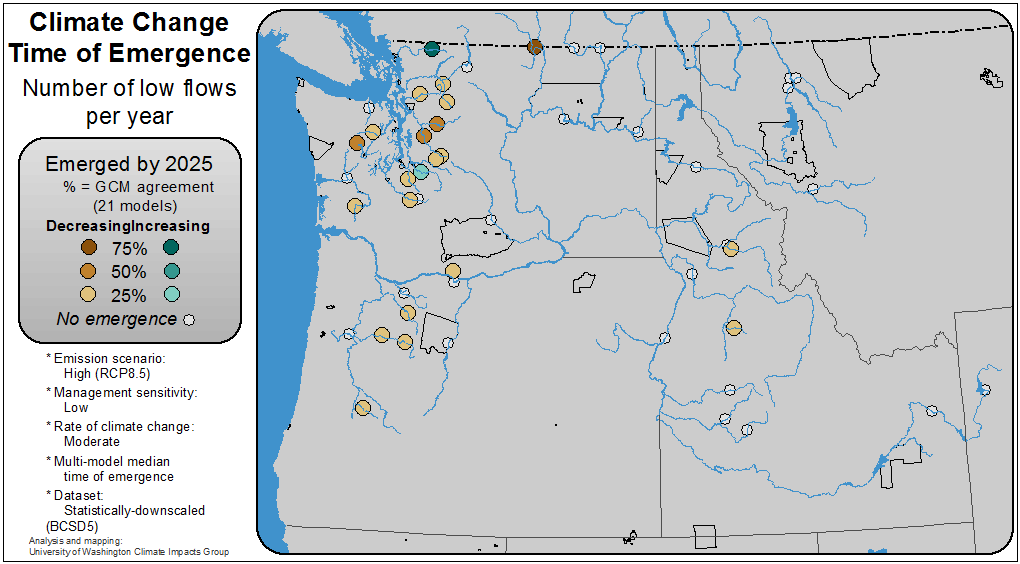 Climate Change
Time of Emergence
Number of low flows
per year
Emerged by 2025
% = GCM agreement
(21 models)
DecreasingIncreasing
75%
50%
25%
No emergence
* Emission scenario:
High (RCP8.5)
* Management sensitivity:
Low
* Rate of climate change:
Moderate
* Multi-model median
time of emergence
* Dataset:
Statistically-downscaled
(BCSD5)
Analysis and mapping:
University of Washington Climate Impacts Group